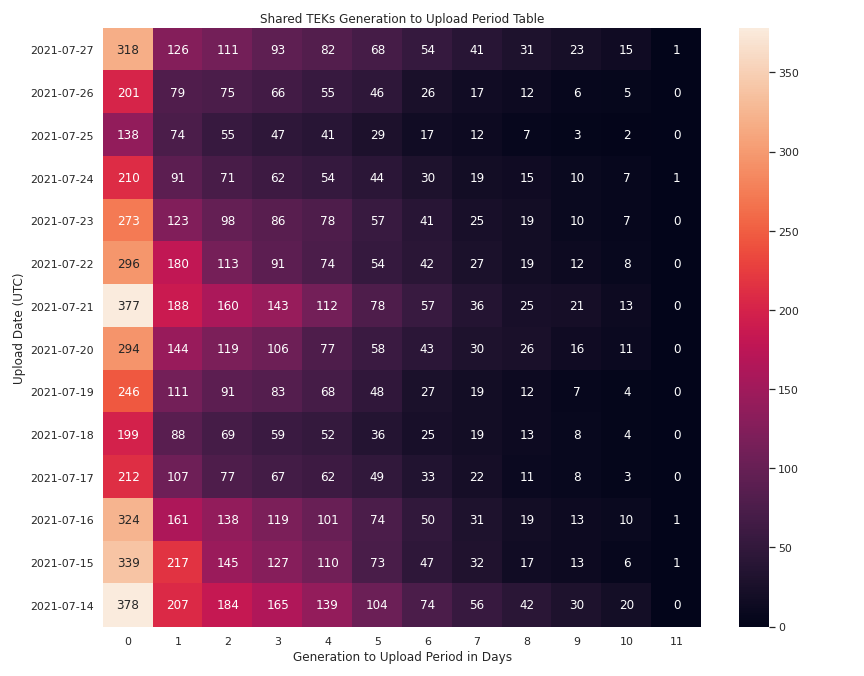 Shared TEKs Generation to Upload Period Table
Upload Date (UTC)
2021-07-27 318 126 111 93 82 68 54 41 31 23 15 1
2021-07-26 201 79 75 66 55 46 26 17 12 6 5 0
2021-07-25 138 74 55 47 41 29 17 12 7 3 2 0
2021-07-24 210 91 71 62 54 44 30 19 15 10 7 1
2021-07-23 273 123 98 86 78 57 41 25 19 10 7 0
2021-07-22 296 180 113 91 74 54 42 27 19 12 8 0
2021-07-21 377 188 160 143 112 78 57 36 25 21 13 0
2021-07-20 294 144 119 106 77 58 43 30 26 16 11 0
2021-07-19 246 111 91 83 68 48 27 19 12 7 4 0
2021-07-18 199 88 69 59 52 36 25 19 13 8 4 0
2021-07-17 212 107 77 67 62 49 33 22 11 8 3 0
2021-07-16 324 161 138 119 101 74 50 31 19 13 10 1
2021-07-15 339 217 145 127 110 73 47 32 17 13 6 1
2021-07-14 378 207 184 165 139 104 74 56 42 30 20 0
0 1 2 3 4 5 6 7 8 9 10 11
Generation to Upload Period in Days
350
300
250
200
150
100
50
0